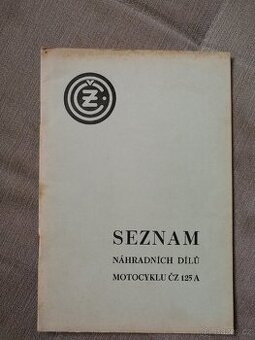 ČZ
SEZNAM
NÁHRADNÍCH DÍLŮ
MOTOCYKLU ČZ 125 A